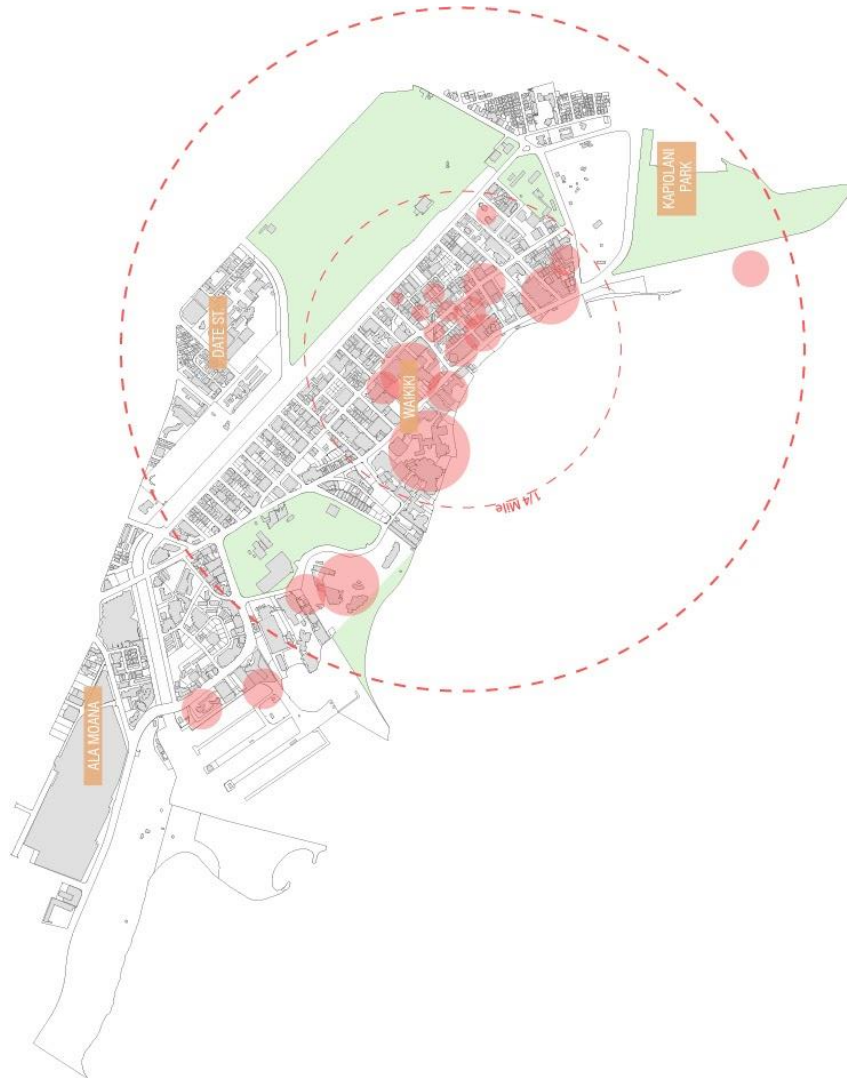 KAPIOLANI
PARK
DATE ST.
WAIKIKI
1/4 Mile
ALA MOANA